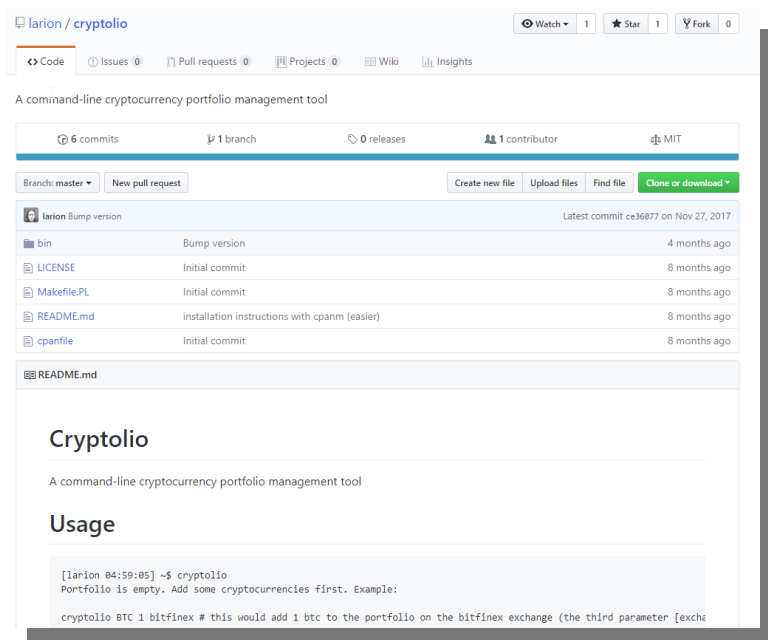 larion / cryptolio
Watch 1 Star 1 Fork 0
Code Issues 0 Pull requests 0 Projects 0 Wiki Insights
A command-line cryptocurrency portfolio management tool
6 commits 1 branch 0 releases 1 contributor MIT
Branch: master New pull request Create new file Upload files Find file Clone or download
larion Bump version Latest commit ce36077 on Nov 27, 2017
bin Bump version 4 months ago
LICENSE Initial commit 8 months ago
Makefile.PL Initial commit 8 months ago
README.md installation instructions with cpanm (easier) 8 months ago
cpanfile Initial commit 8 months ago
README.md
Cryptolio
A command-line cryptocurrency portfolio management tool
Usage
[larion 04:59:05] ~$ cryptolio
Portfolio is empty. Add some cryptocurrencies first. Example:
cryptolio BTC 1 bitfinex # this would add 1 btc to the portfolio on the bitfinex exchange (the third parameter [excha